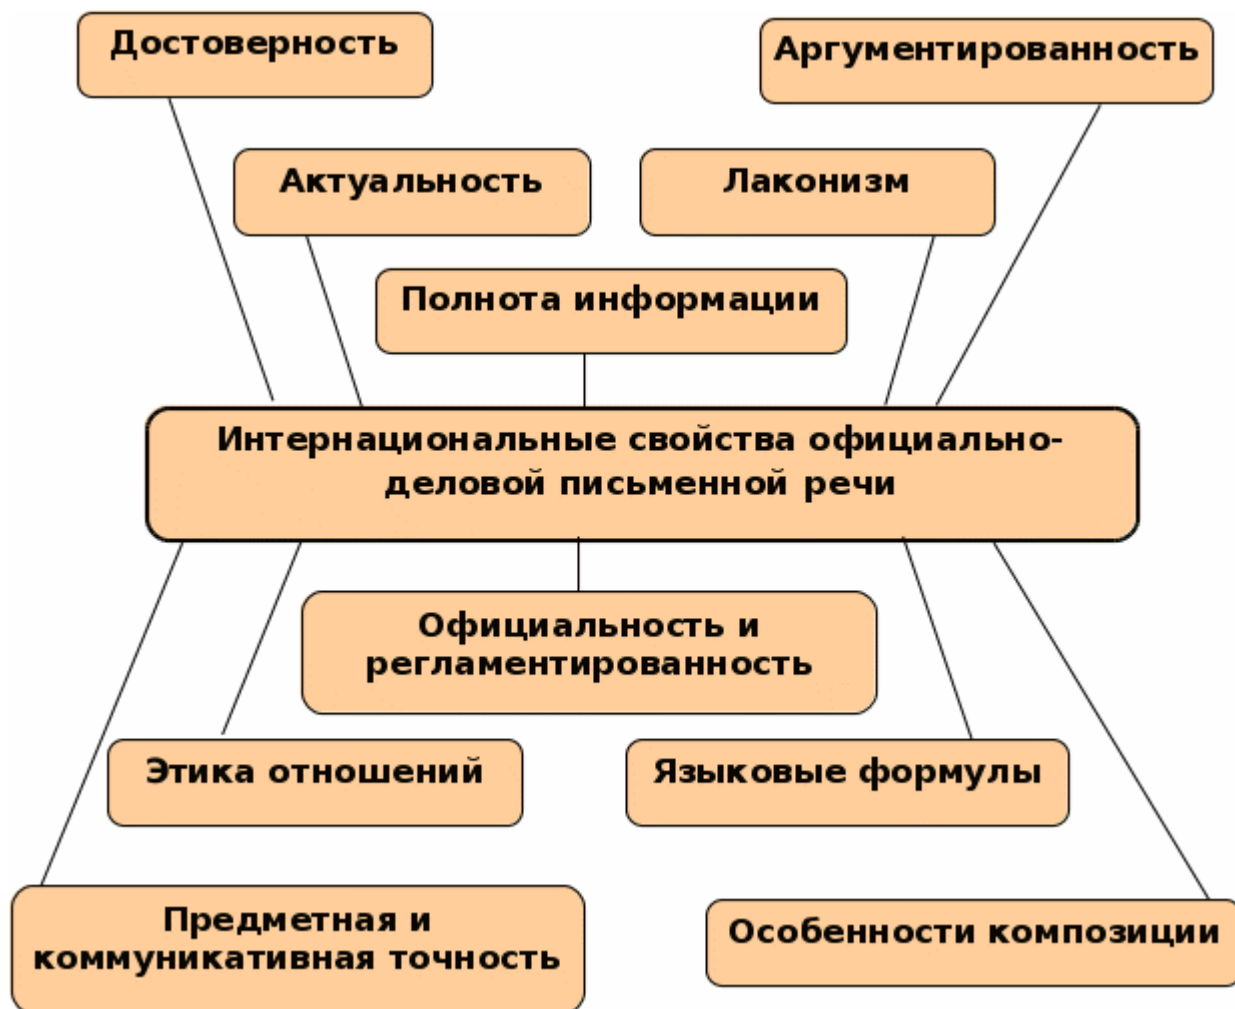 Достоверность
Аргументированность
Актуальность
Лаконизм
Полнота информации
Интернациональные свойства официально-
деловой письменной речи
Официальность и
регламентированность
Этика отношений
Языковые формулы
Предметная и
коммуникативная точность
Особенности композиции